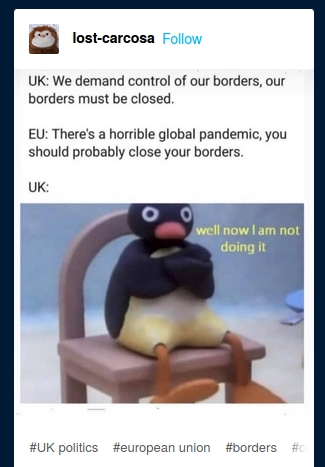 lost-carcosa Follow
UK: We demand control of our borders, our
borders must be closed.
EU: There's a horrible global pandemic, you
should probably close your borders.
UK:
well now I am not
doing it
#UK politics #european union #borders